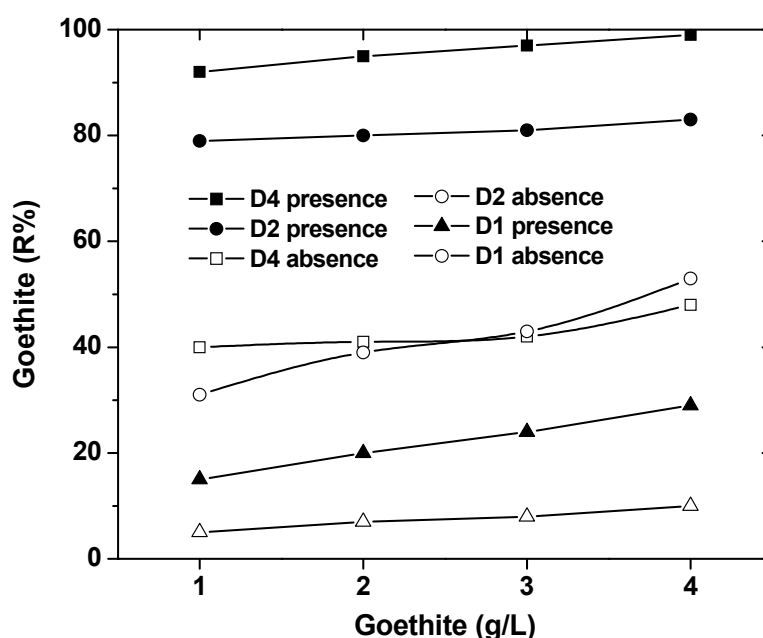 100
80
60
40
20
0
Goethite (R%)
D4 presence
D2 presence
D4 absence
D2 absence
D1 presence
D1 absence
1 2 3 4
Goethite (g/L)